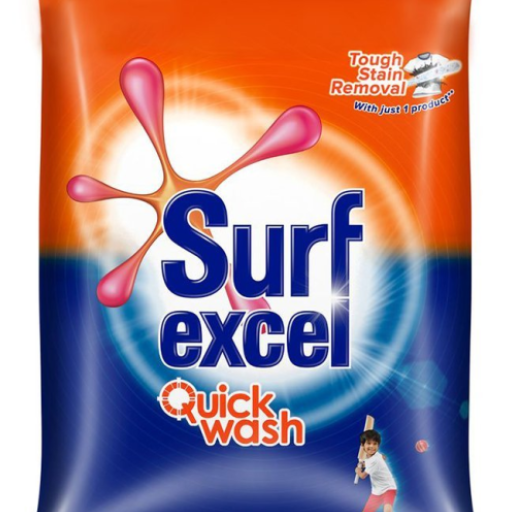 Tough
Stain
Removal
With just 1 product**
Surf
excel
Quick
wash